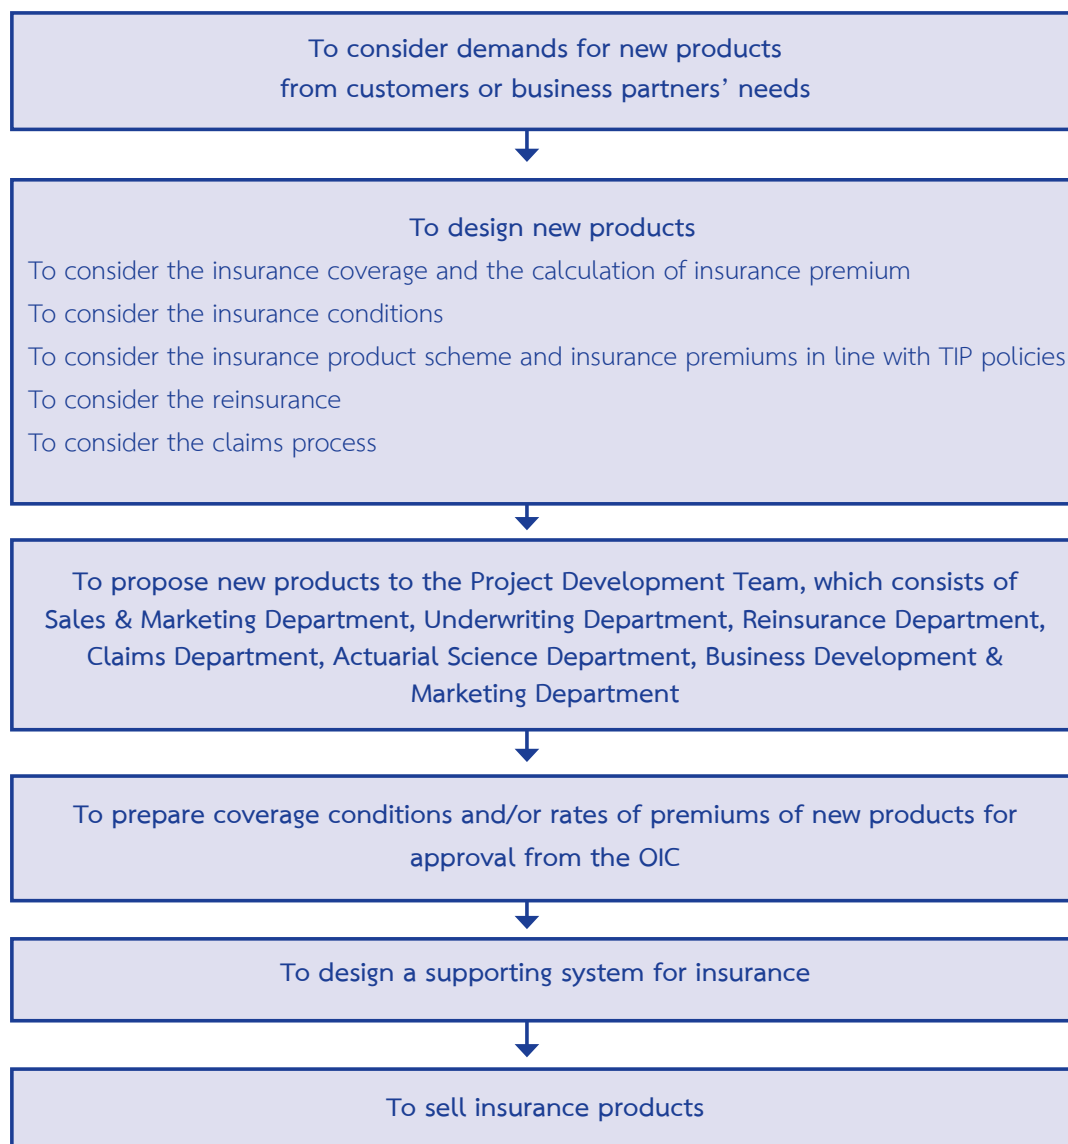 To consider demands for new products
from customers or business partners’ needs
To design new products
To consider the insurance coverage and the calculation of insurance premium
To consider the insurance conditions
To consider the insurance product scheme and insurance premiums in line with TIP policies
To consider the reinsurance
To consider the claims process
To propose new products to the Project Development Team, which consists of
Sales & Marketing Department, Underwriting Department, Reinsurance Department,
Claims Department, Actuarial Science Department, Business Development &
Marketing Department
To prepare coverage conditions and/or rates of premiums of new products for
approval from the OIC
To design a supporting system for insurance
To sell insurance products